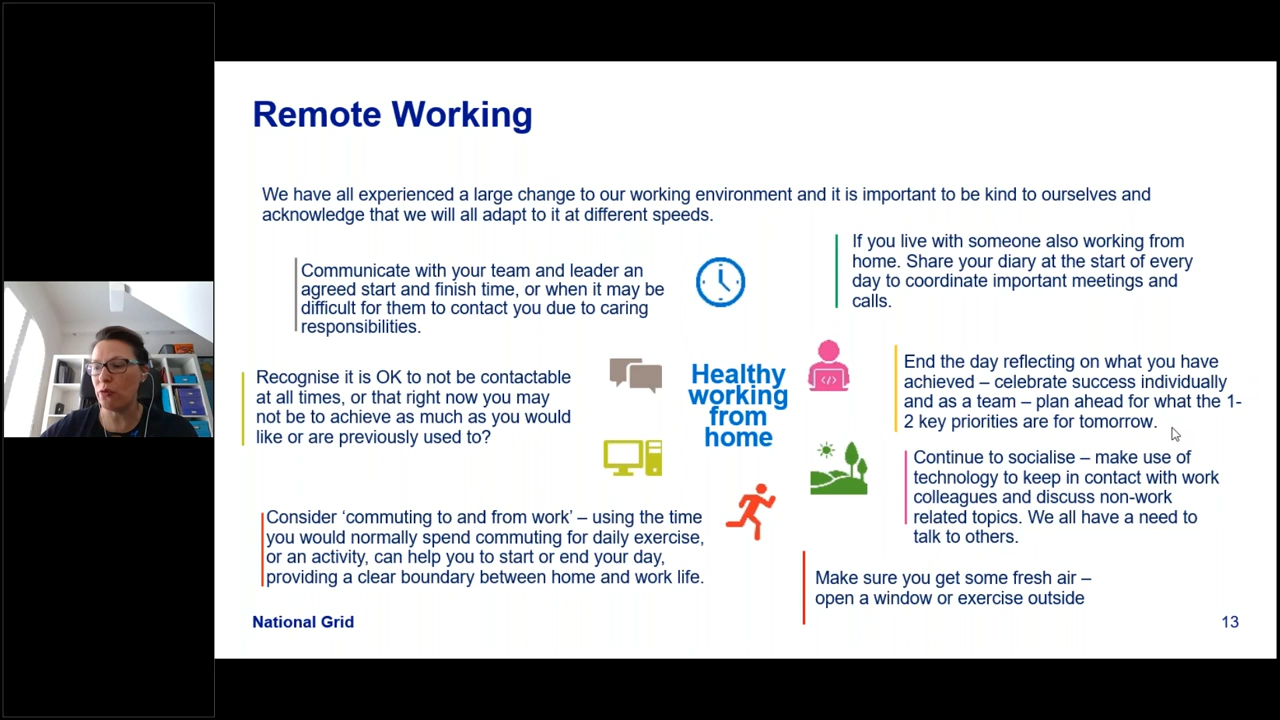 Remote Working
We have all experienced a large change to our working environment and it is important to be kind to ourselves and
acknowledge that we will all adapt to it at different speeds.
Communicate with your team and leader an
agreed start and finish time, or when it may be
difficult for them to contact you due to caring
responsibilities.
If you live with someone also working from
home. Share your diary at the start of every
day to coordinate important meetings and
calls.
Recognise it is OK to not be contactable
at all times, or that right now you may
not be to achieve as much as you would
like or are previously used to?
Healthy
working
from
home
End the day reflecting on what you have
achieved – celebrate success individually
and as a team – plan ahead for what the 1-
2 key priorities are for tomorrow.
Continue to socialise – make use of
technology to keep in contact with work
colleagues and discuss non-work
related topics. We all have a need to
talk to others.
Consider ‘commuting to and from work’ – using the time
you would normally spend commuting for daily exercise,
or an activity, can help you to start or end your day,
providing a clear boundary between home and work life.
Make sure you get some fresh air –
open a window or exercise outside
National Grid
13